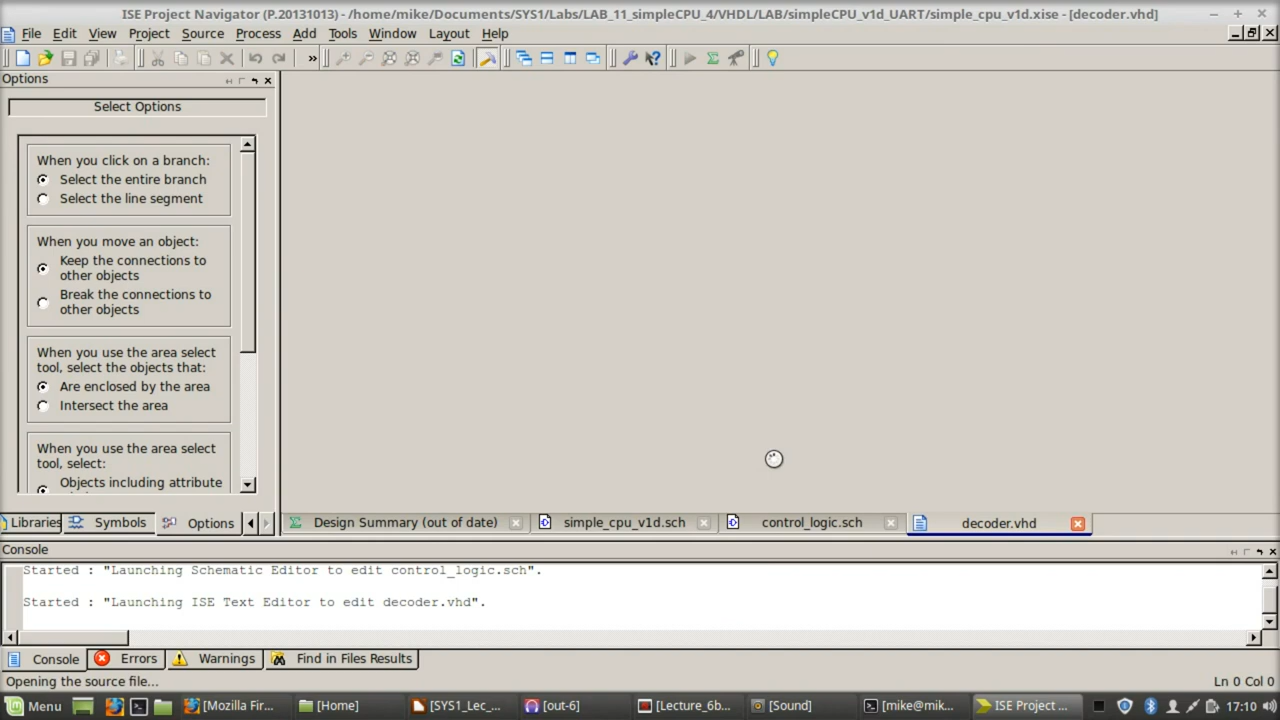 ISE Project Navigator (P.20131013) - /home/mike/Documents/SYS1/Labs/LAB_11_simpleCPU_4/VHDL/LAB/simpleCPU_v1d_UART/simple_cpu_v1d.xise - [decoder.vhd]
File Edit View Project Source Process Add Tools Window Layout Help
Options
Select Options
When you click on a branch:
Select the entire branch
Select the line segment
When you move an object:
Keep the connections to
other objects
Break the connections to
other objects
When you use the area select
tool, select the objects that:
Are enclosed by the area
Intersect the area
When you use the area select
tool, select:
Objects including attribute
Libraries Symbols Options
Design Summary (out of date) simple_cpu_v1d.sch control_logic.sch decoder.vhd
Console
Started : "Launching Schematic Editor to edit control_logic.sch".
Started : "Launching ISE Text Editor to edit decoder.vhd".
Console Errors Warnings Find in Files Results
Opening the source file...
Ln 0 Col 0
Menu [Mozilla Fir... [Home] [SYS1_Lec_... [out-6] [Lecture_6b... [Sound] [mike@mik... ISE Project ... 17:10